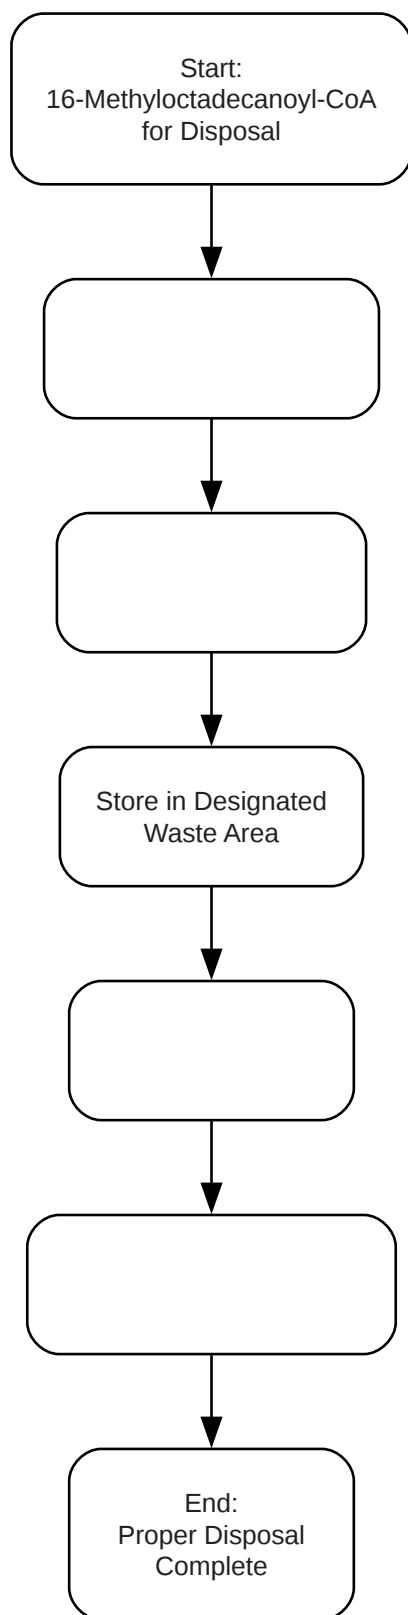 Start:
16-Methyloctadecanoyl-CoA
for Disposal
Store in Designated
Waste Area
End:
Proper Disposal
Complete